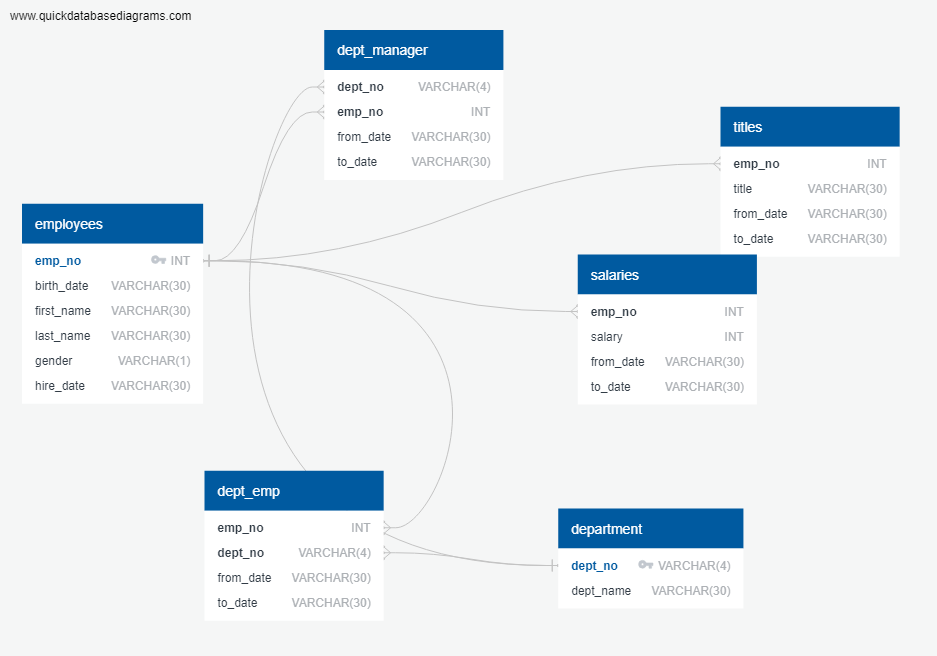 www.quickdatabasediagrams.com
dept_manager
dept_no VARCHAR(4)
emp_no INT
from_date VARCHAR(30)
to_date VARCHAR(30)
titles
emp_no INT
title VARCHAR(30)
from_date VARCHAR(30)
to_date VARCHAR(30)
employees
emp_no INT
birth_date VARCHAR(30)
first_name VARCHAR(30)
last_name VARCHAR(30)
gender VARCHAR(1)
hire_date VARCHAR(30)
salaries
emp_no INT
salary INT
from_date VARCHAR(30)
to_date VARCHAR(30)
dept_emp
emp_no INT
dept_no VARCHAR(4)
from_date VARCHAR(30)
to_date VARCHAR(30)
department
dept_no VARCHAR(4)
dept_name VARCHAR(30)